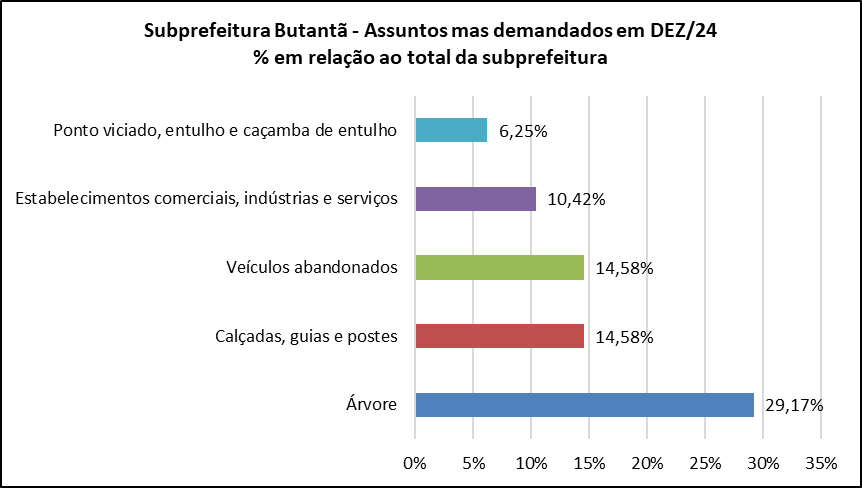 Subprefeitura Butantã - Assuntos mas demandados em DEZ/24
% em relação ao total da subprefeitura
Ponto viciado, entulho e caçamba de entulho
6,25%
Estabelecimentos comerciais, indústrias e serviços
10,42%
Veículos abandonados
14,58%
Calçadas, guias e postes
14,58%
Árvore
29,17%
0% 5% 10% 15% 20% 25% 30% 35%